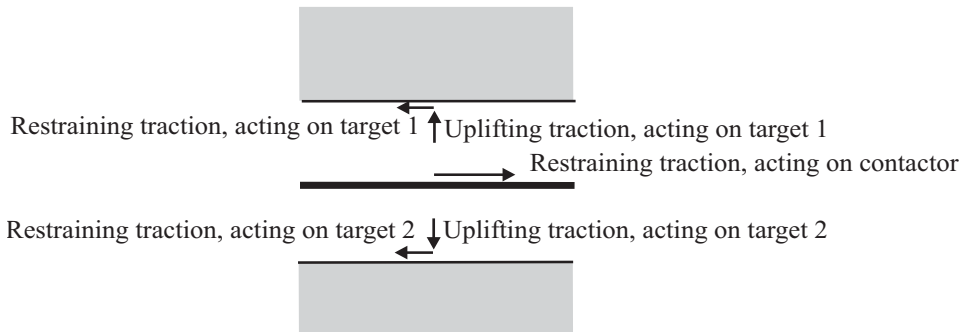 Restraining traction, acting on target 1
Uplifting traction, acting on target 1
Restraining traction, acting on contactor
Restraining traction, acting on target 2
Uplifting traction, acting on target 2